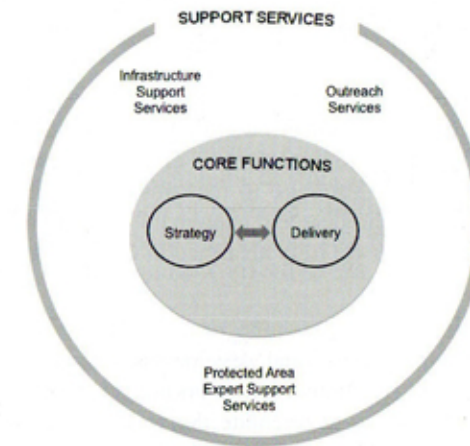 SUPPORT SERVICES
Infrastructure
Support
Services
Outreach
Services
CORE FUNCTIONS
Strategy
Delivery
Protected Area
Expert Support
Services